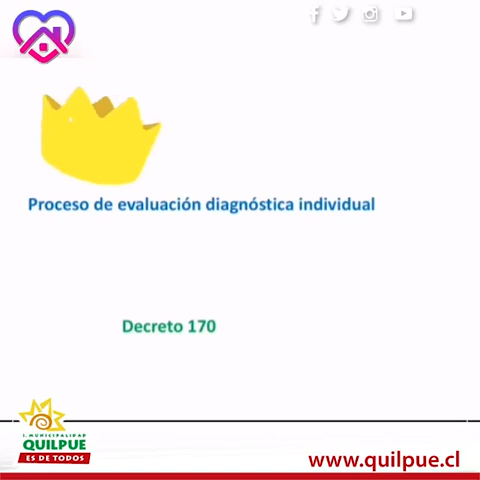 Proceso de evaluación diagnóstica individual
Decreto 170
I. MUNICIPALIDAD
QUILPUE
ES DE TODOS
www.quilpue.cl